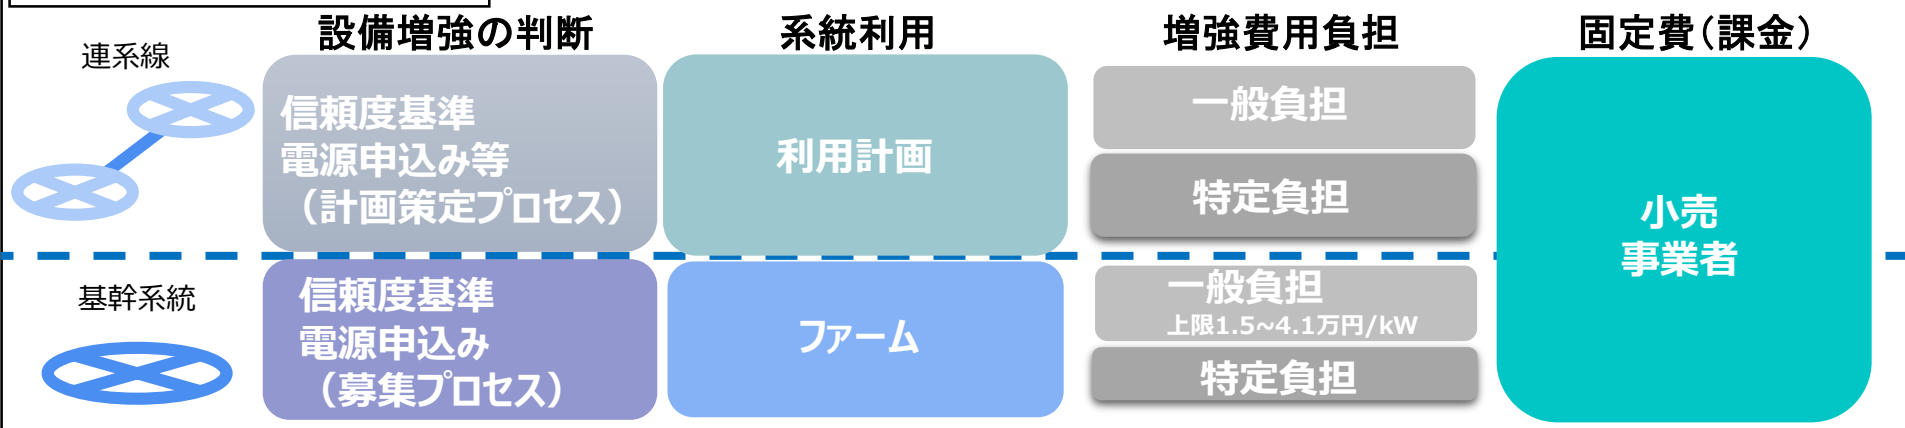 設備増強の判断
系統利用
増強費用負担
固定費（課金）
連系線
信頼度基準
電源申込み等
（計画策定プロセス）
利用計画
一般負担
特定負担
小売
事業者
基幹系統
信頼度基準
電源申込み
（募集プロセス）
ファーム
一般負担
上限1.5~4.1万円/kW
特定負担